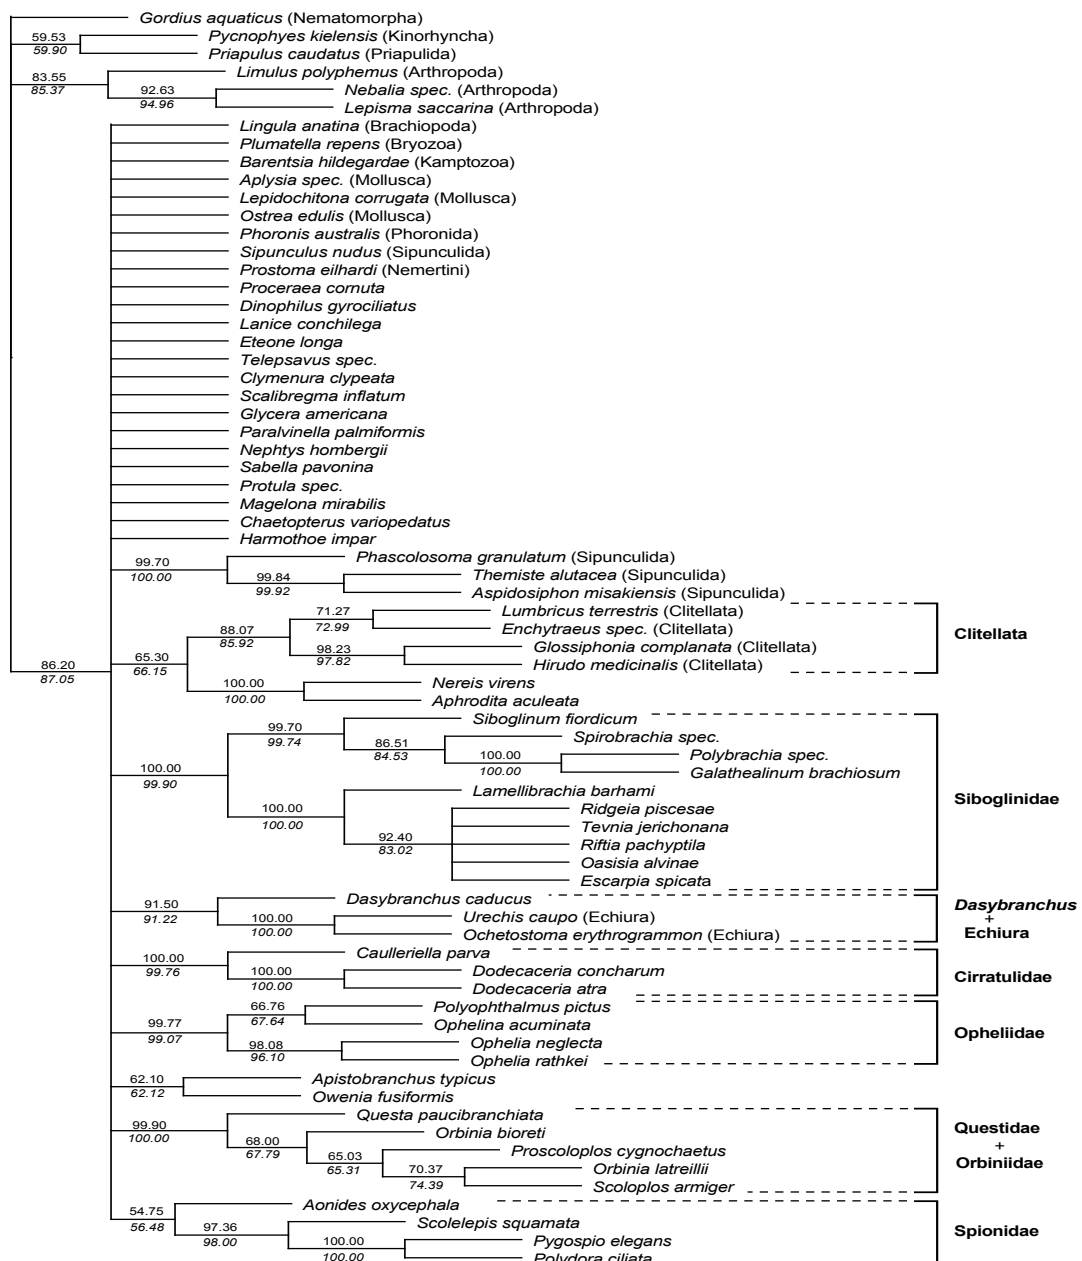 Gordius aquaticus (Nematomorpha)
59.53
59.90
Pycnophyes kielensis (Kinorhyncha)
Priapulus caudatus (Priapulida)
83.55
85.37
Limulus polyphemus (Arthropoda)
92.63
94.96
Nebalia spec. (Arthropoda)
Lepisma saccarina (Arthropoda)
Lingula anatina (Brachiopoda)
Plumatella repens (Bryozoa)
Barentsia hildegardae (Kamptozoa)
Aplysia spec. (Mollusca)
Lepidochitona corrugata (Mollusca)
Ostrea edulis (Mollusca)
Phoronis australis (Phoronida)
Sipunculus nudus (Sipunculida)
Prostoma eilhardi (Nemertini)
Proceraea cornuta
Dinophilus gyrociliatus
Lanice conchilega
Eteone longa
Telepsavus spec.
Clymenura clypeata
Scalibregma inflatum
Glycera americana
Paralvinella palmiformis
Nephtys hombergii
Sabella pavonina
Protula spec.
Magelona mirabilis
Chaetopterus variopedatus
Harmothoe impar
99.70
100.00
Phascolosoma granulatum (Sipunculida)
99.84
99.92
Themiste alutacea (Sipunculida)
Aspidosiphon misakiensis (Sipunculida)
86.20
87.05
65.30
66.15
88.07
85.92
71.27
72.99
Lumbricus terrestris (Clitellata)
Enchytraeus spec. (Clitellata)
98.23
97.82
Glossiphonia complanata (Clitellata)
Hirudo medicinalis (Clitellata)
Clitellata
100.00
100.00
Nereis virens
Aphrodita aculeata
100.00
99.90
99.70
99.74
Siboglinum fiordicum
86.51
84.53
Spirobrachia spec.
100.00
100.00
Polybrachia spec.
Galathealinum brachiosum
100.00
100.00
Lamellibrachia barhami
92.40
83.02
Ridgeia piscesae
Tevnia jerichonana
Riftia pachyptila
Oasisia alvinae
Escarpia spicata
Siboglinidae
91.50
91.22
Dasybranchus caducus
100.00
100.00
Urechis caupo (Echiura)
Ochetostoma erythrogrammon (Echiura)
Dasybranchus
+
Echiura
100.00
99.76
Caulleriella parva
100.00
100.00
Dodecaceria concharum
Dodecaceria atra
Cirratulidae
99.77
99.07
66.76
67.64
Polyophthalmus pictus
Ophelina acuminata
98.08
96.10
Ophelia neglecta
Ophelia rathkei
Opheliidae
62.10
62.12
Apistobranchus typicus
Owenia fusiformis
99.90
100.00
Questa paucibranchiata
68.00
67.79
Orbinia bioreti
65.03
65.31
Proscoloplos cygnochaetus
70.37
74.39
Orbinia latreillii
Scoloplos armiger
Questidae
+
Orbiniidae
54.75
56.48
Aonides oxycephala
97.36
98.00
Scolelepis squamata
100.00
100.00
Pygospio elegans
Polydora ciliata
Spionidae